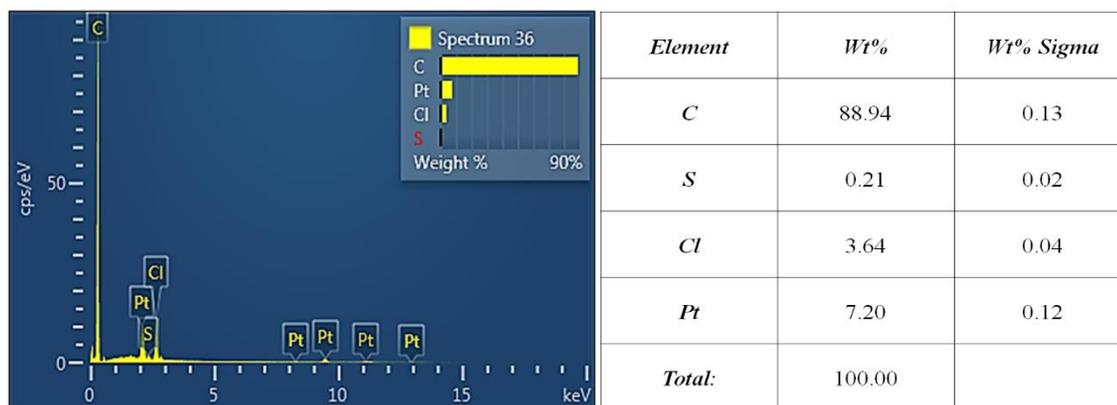 C
Spectrum 36
C
Pt
Cl
S
Weight % 90%
cps/eV
50
Cl
Pt
S
Pt Pt Pt Pt
0
0 5 10 15 keV
Element Wt% Wt% Sigma
C 88.94 0.13
S 0.21 0.02
Cl 3.64 0.04
Pt 7.20 0.12
Total: 100.00